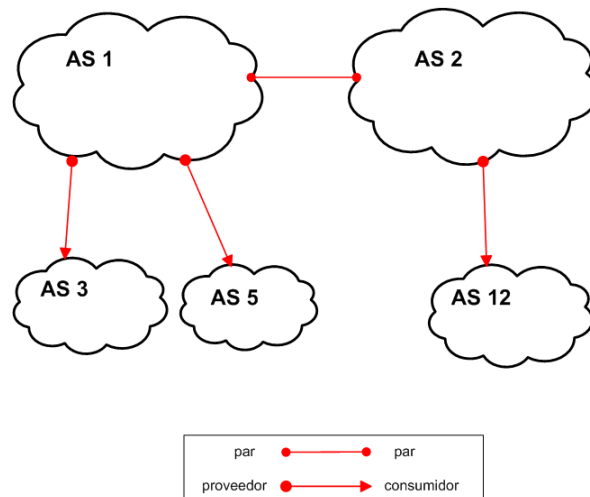 AS 1
AS 2
AS 3
AS 5
AS 12
par par
proveedor consumidor